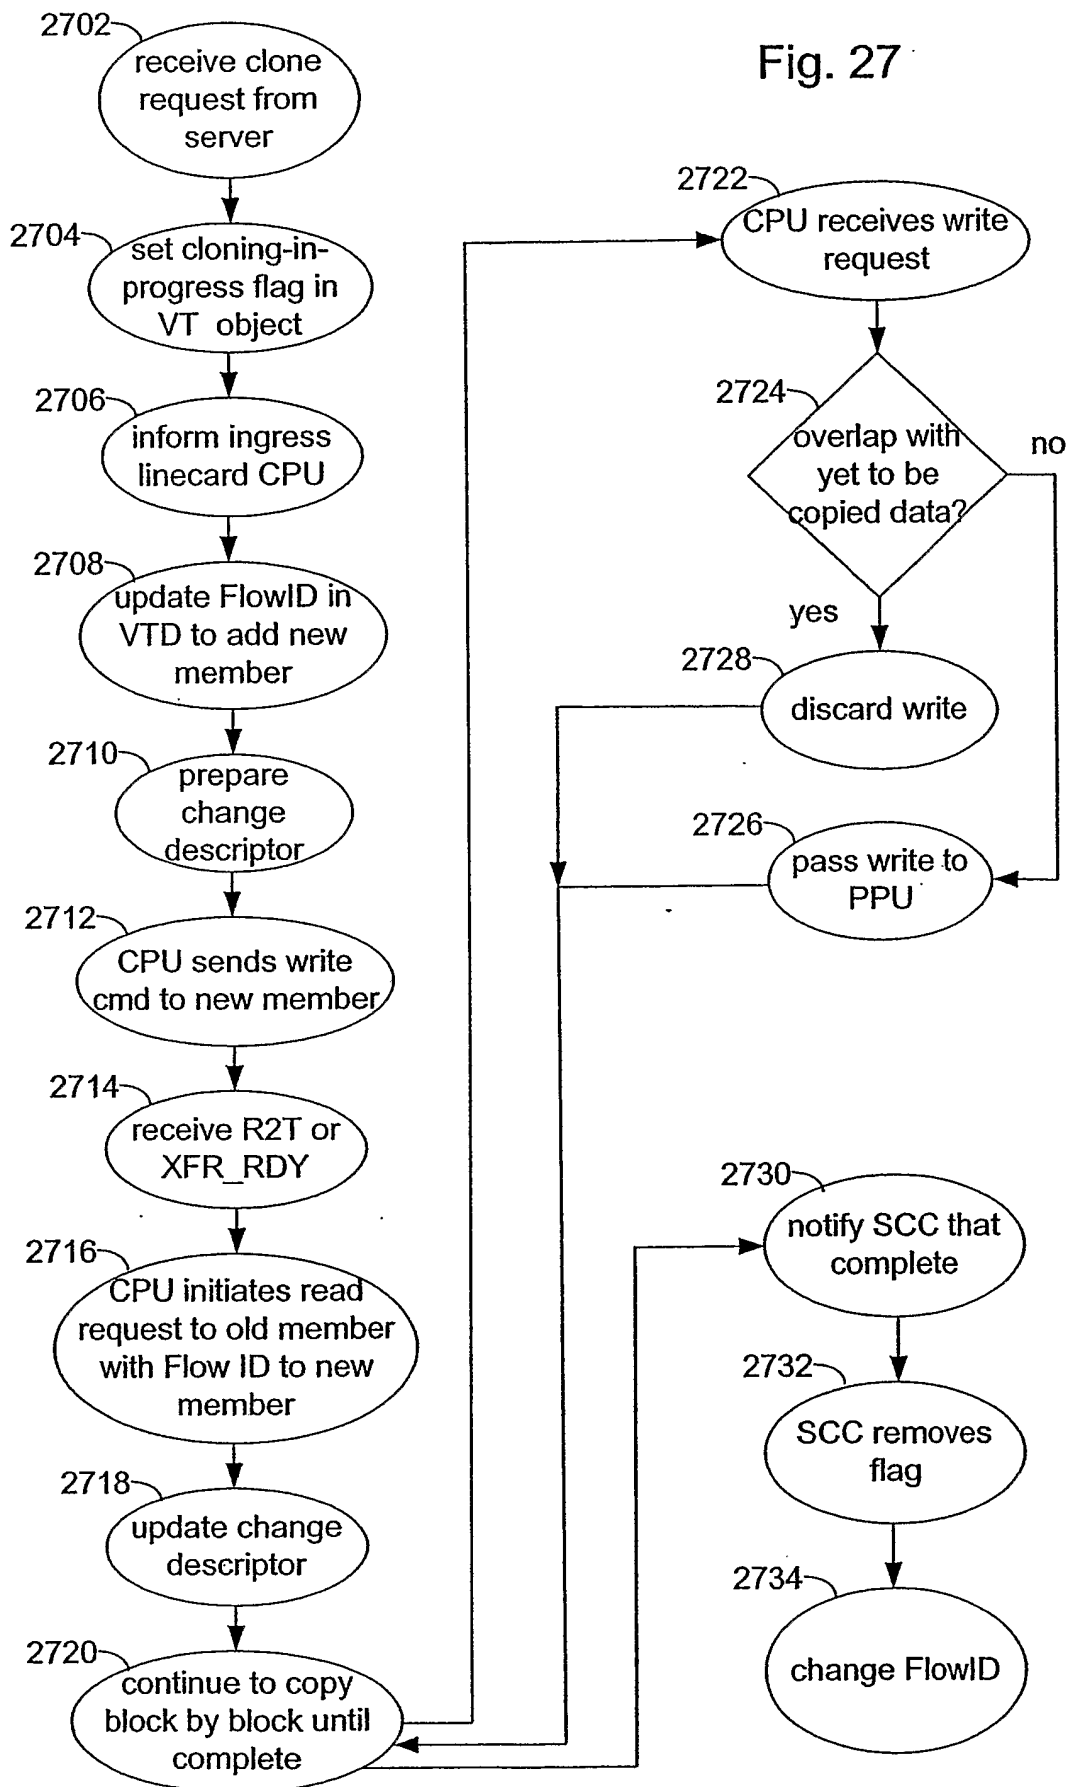 Fig. 27
2702
receive clone
request from
server
2704
set cloning-in-
progress flag in
VT object
2706
inform ingress
linecard CPU
2708
update FlowID in
VTD to add new
member
2710
prepare
change
descriptor
2712
CPU sends write
cmd to new member
2714
receive R2T or
XFR_RDY
2716
CPU initiates read
request to old member
with Flow ID to new
member
2718
update change
descriptor
2720
continue to copy
block by block until
complete
2722
CPU receives write
request
2724
overlap with
yet to be
copied data?
no
yes
2728
discard write
2726
pass write to
PPU
2730
notify SCC that
complete
2732
SCC removes
flag
2734
change FlowID